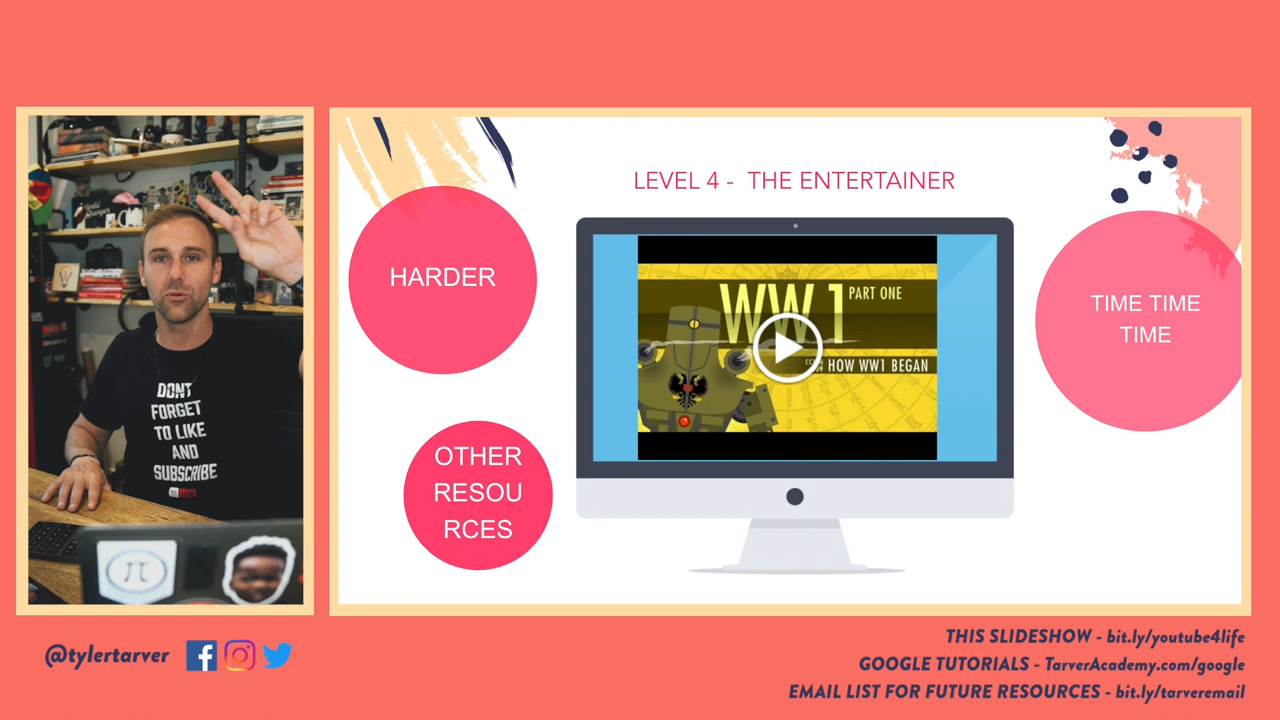 LEVEL 4 - THE ENTERTAINER
HARDER
WW1 PART ONE
HOW WW1 BEGAN
TIME TIME
TIME
OTHER
RESOU
RCES
DONT
FORGET
TO LIKE
AND
SUBSCRIBE
π
@tylertarver
THIS SLIDESHOW - bit.ly/youtube4life
GOOGLE TUTORIALS - TarverAcademy.com/google
EMAIL LIST FOR FUTURE RESOURCES - bit.ly/tarveremail